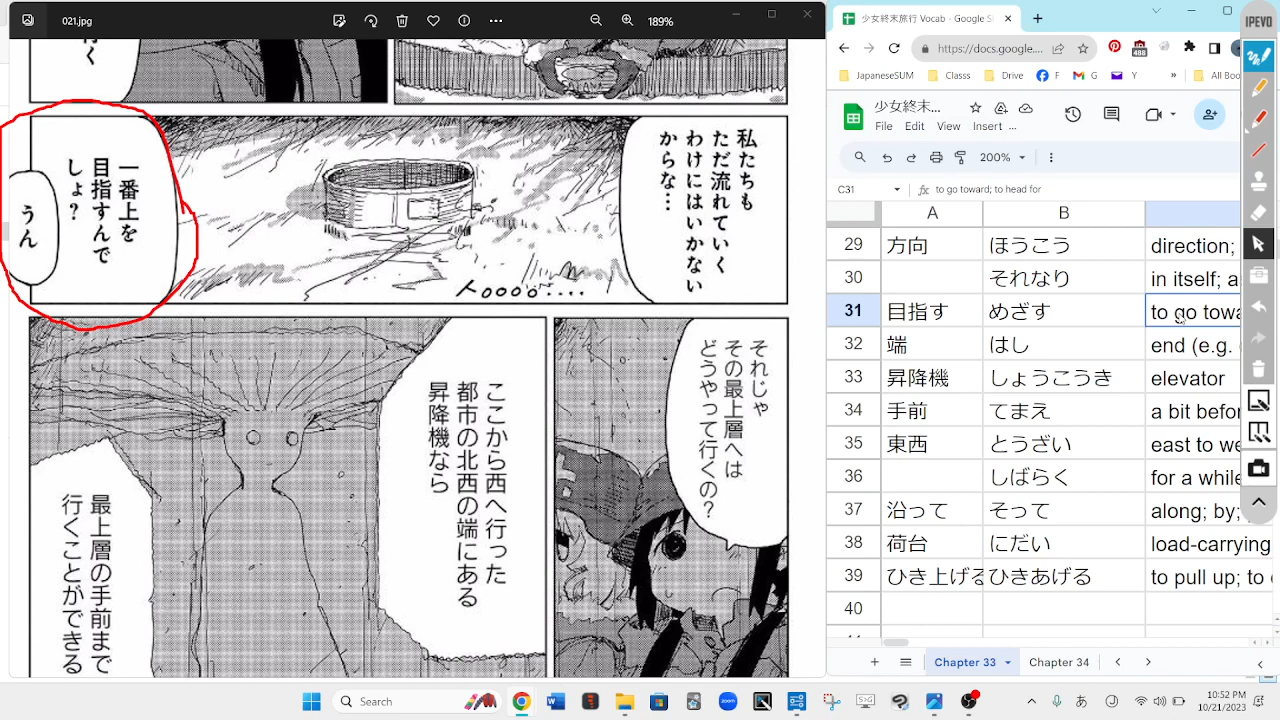 021.jpg
189%
行く
私たちも
ただ流れていく
わけにはいかない
からな…
一番上を
目指すんで
しょ?
うん
それじゃ
その最上層へは
どうやって行くの?
ここから西へ行った
都市の北西の端にある
昇降機なら
最上層の手前まで
行くことができる
少女終末旅行 Vocab - Google S
https://docs.google...
488
JapaneseSUM
Classes
Drive
F
G
Y
All Boo
少女終末...
File Edit View Insert ...
200%
C31
fx to go toward; to head for
A B
29 方向 ほうこう direction;
30 それなり in itself; a
31 目指す めざす to go towa
32 端 はし end (e.g.
33 昇降機 しょうこうき elevator
34 手前 てまえ a bit befor
35 東西 とうざい east to we
36 しばらく for a while
37 沿って そって along; by;
38 荷台 にだい load-carrying
39 ひき上げる ひきあげる to pull up; to
40
Chapter 33
Chapter 34
IPEVO
Search
zoom
あ
10:52 PM
10/21/2023